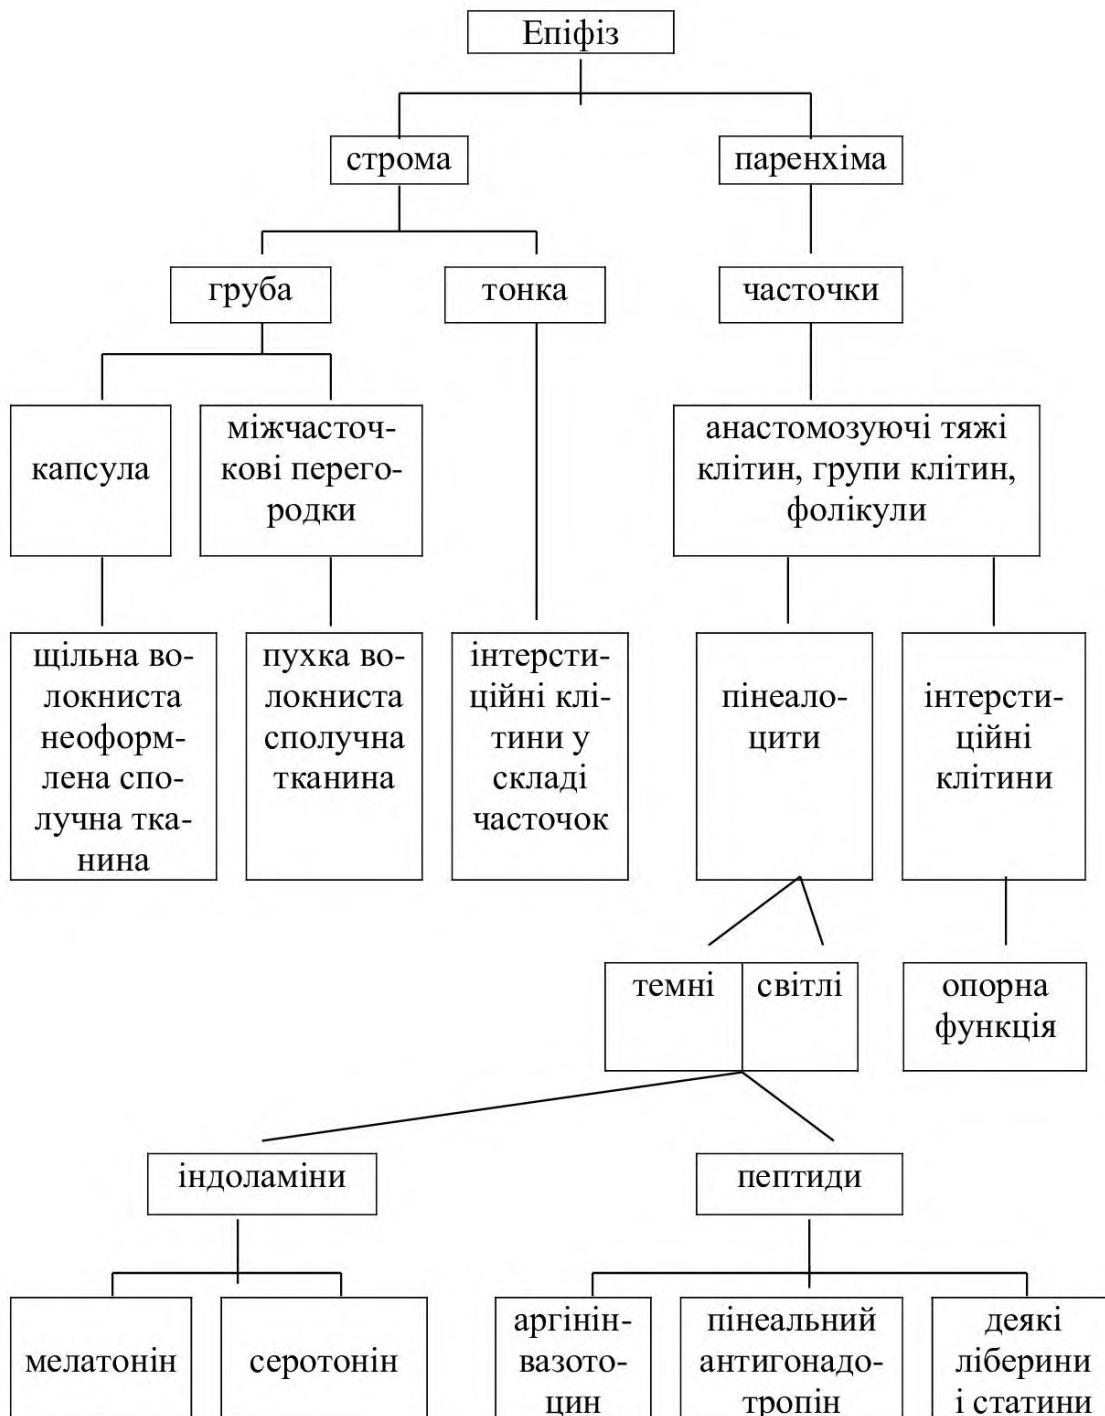 Епіфіз
строма
паренхіма
груба
тонка
часточки
капсула
міжчасточ-
кові перего-
родки
анастомозуючі тяжі
клітин, групи клітин,
фолікули
щільна во-
локниста
неоформ-
лена спо-
лучна тка-
нина
пухка во-
локниста
сполучна
тканина
інтерсти-
ційні клі-
тини у
складі
часточок
пінеало-
цити
інтерсти-
ційні
клітини
темні
світлі
опорна
функція
індоламіни
пептиди
мелатонін
серотонін
аргінін-
вазото-
цин
пінеальний
антигонадо-
тропін
деякі
ліберини
і статини